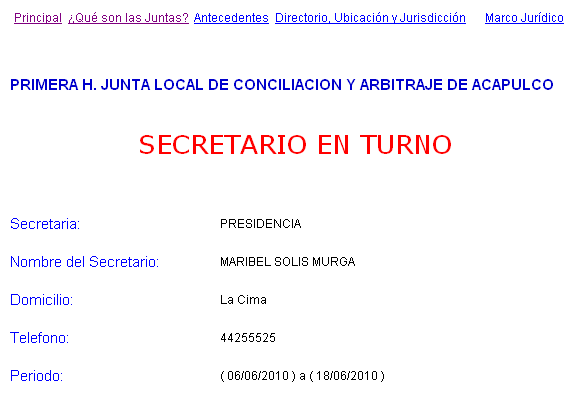 Principal ¿Qué son las Juntas? Antecedentes Directorio, Ubicación y Jurisdicción Marco Jurídico
PRIMERA H. JUNTA LOCAL DE CONCILIACION Y ARBITRAJE DE ACAPULCO
SECRETARIO EN TURNO
Secretaria: PRESIDENCIA
Nombre del Secretario: MARIBEL SOLIS MURGA
Domicilio: La Cima
Telefono: 44255525
Periodo: ( 06/06/2010 ) a ( 18/06/2010 )